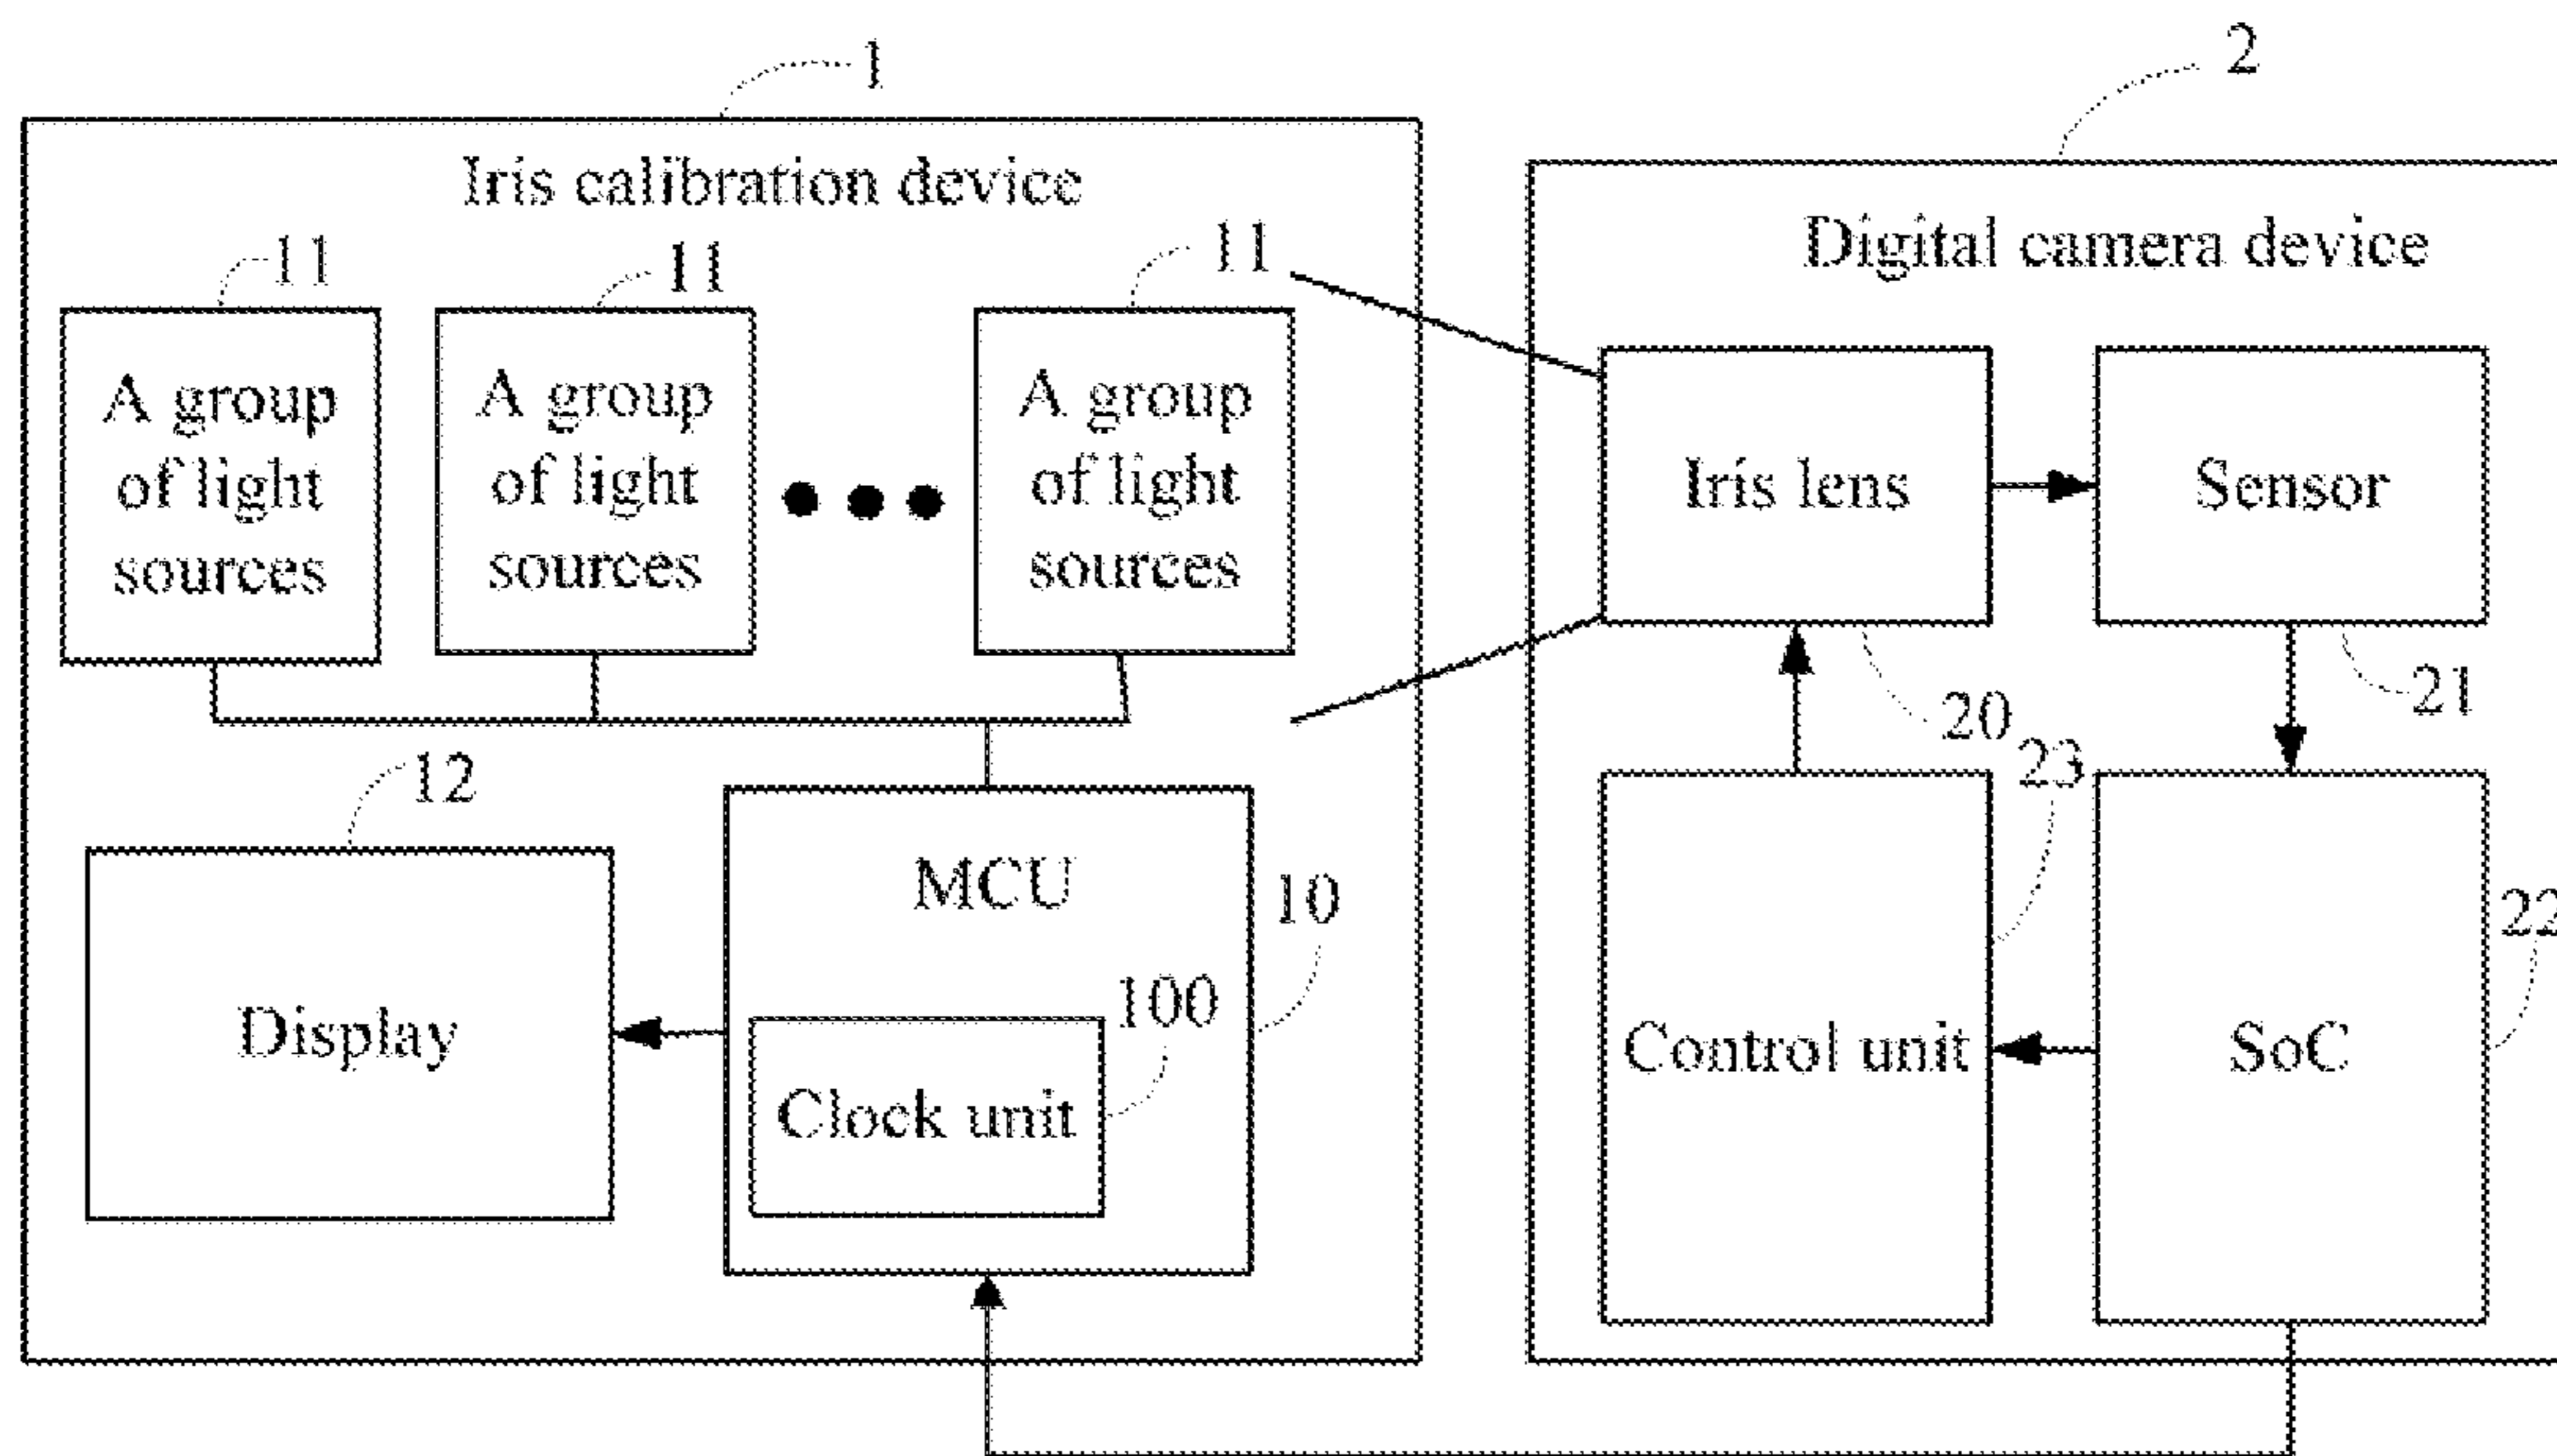 1
2
Iris calibration device
Digital camera device
11
11
11
A group
of light
sources
A group
of light
sources
A group
of light
sources
Iris lens
Sensor
20
21
12
23
MCU
10
22
Display
100
Clock unit
Control unit
SoC